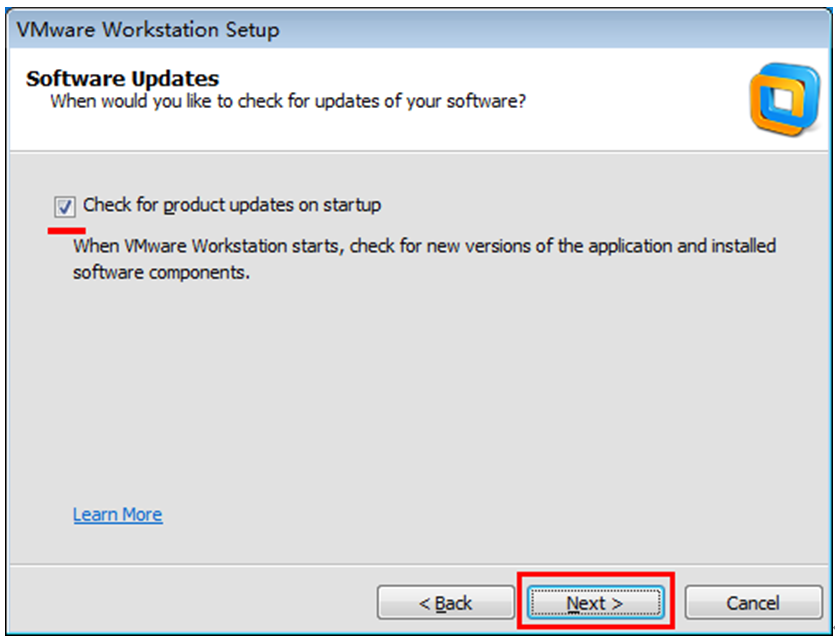 VMware Workstation Setup
Software Updates
When would you like to check for updates of your software?
Check for product updates on startup
When VMware Workstation starts, check for new versions of the application and installed
software components.
Learn More
< Back
Next >
Cancel